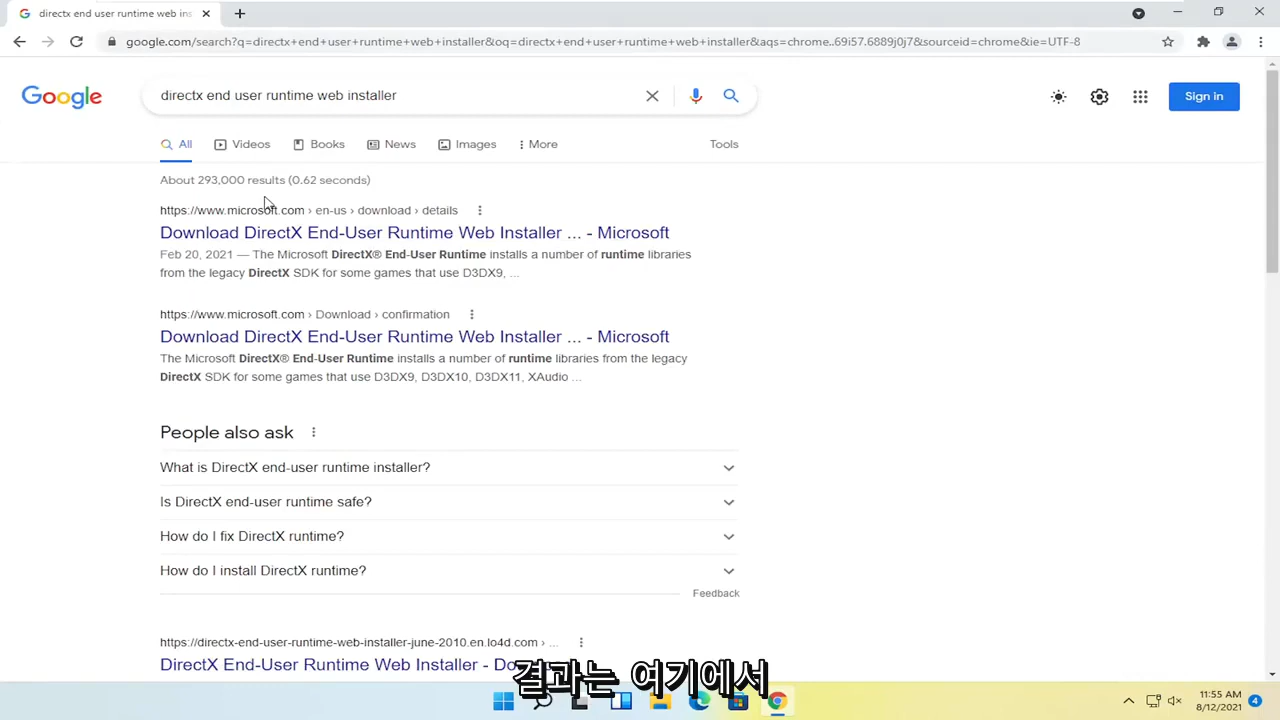 directx end user runtime web ins
google.com/search?q=directx+end+user+runtime+web+installer&oq=directx+end+user+runtime+web+installer&aqs=chrome..69i57.6889j0j7&sourceid=chrome&ie=UTF-8
Google
directx end user runtime web installer
Sign in
All Videos Books News Images More Tools
About 293,000 results (0.62 seconds)
https://www.microsoft.com › en-us › download › details
Download DirectX End-User Runtime Web Installer ... - Microsoft
Feb 20, 2021 — The Microsoft DirectX® End-User Runtime installs a number of runtime libraries
from the legacy DirectX SDK for some games that use D3DX9, ...
https://www.microsoft.com › Download › confirmation
Download DirectX End-User Runtime Web Installer ... - Microsoft
The Microsoft DirectX® End-User Runtime installs a number of runtime libraries from the legacy
DirectX SDK for some games that use D3DX9, D3DX10, D3DX11, XAudio ...
People also ask
What is DirectX end-user runtime installer?
Is DirectX end-user runtime safe?
How do I fix DirectX runtime?
How do I install DirectX runtime?
Feedback
https://directx-end-user-runtime-web-installer-june-2010.en.lo4d.com › ...
DirectX End-User Runtime Web Installer -
결과는 여기에서
11:55 AM
8/12/2021
4